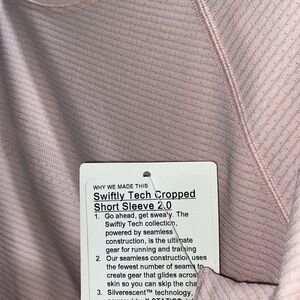 WHY WE MADE THIS
Swiftly Tech Cropped
Short Sleeve 2.0
1. Go ahead, get sweaty. The
Swiftly Tech collection,
powered by seamless
construction, is the ultimate
gear for running and training
2. Our seamless construction uses
the fewest number of seams to
create gear that glides across
skin so you can skip the cha
3. Silverescent™ technology,